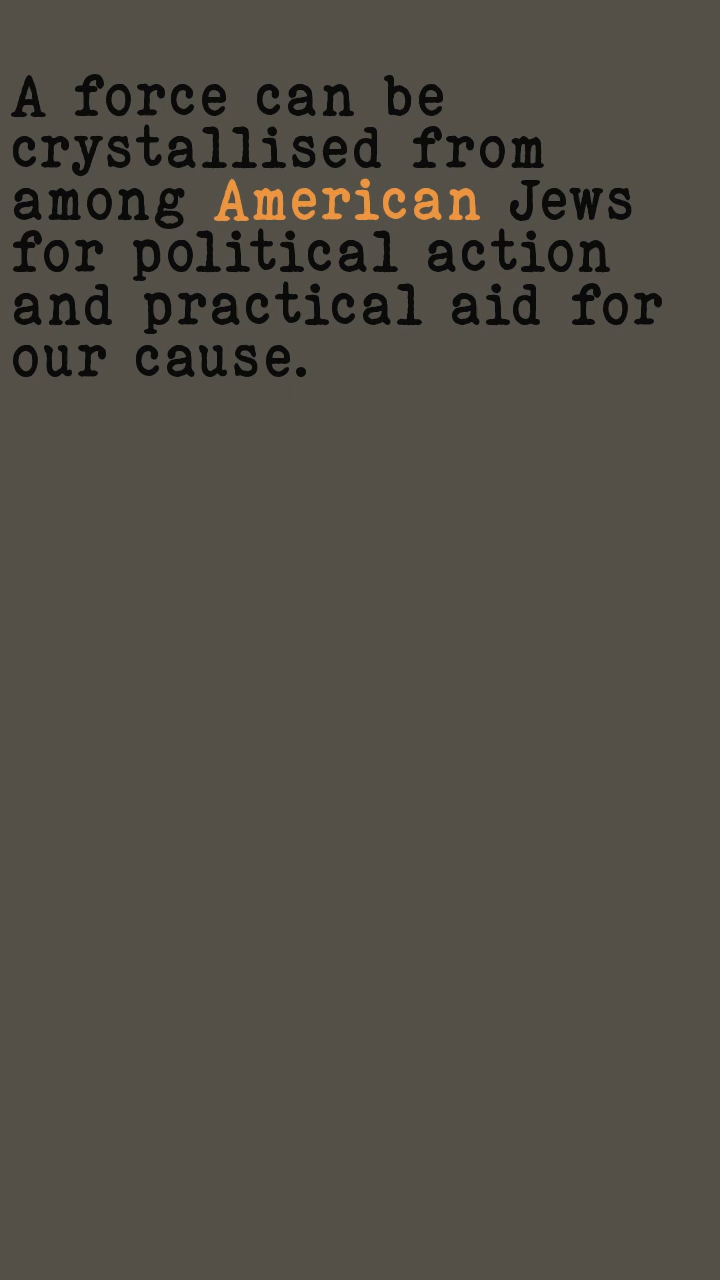 A force can be
crystallised from
among American Jews
for political action
and practical aid for
our cause.